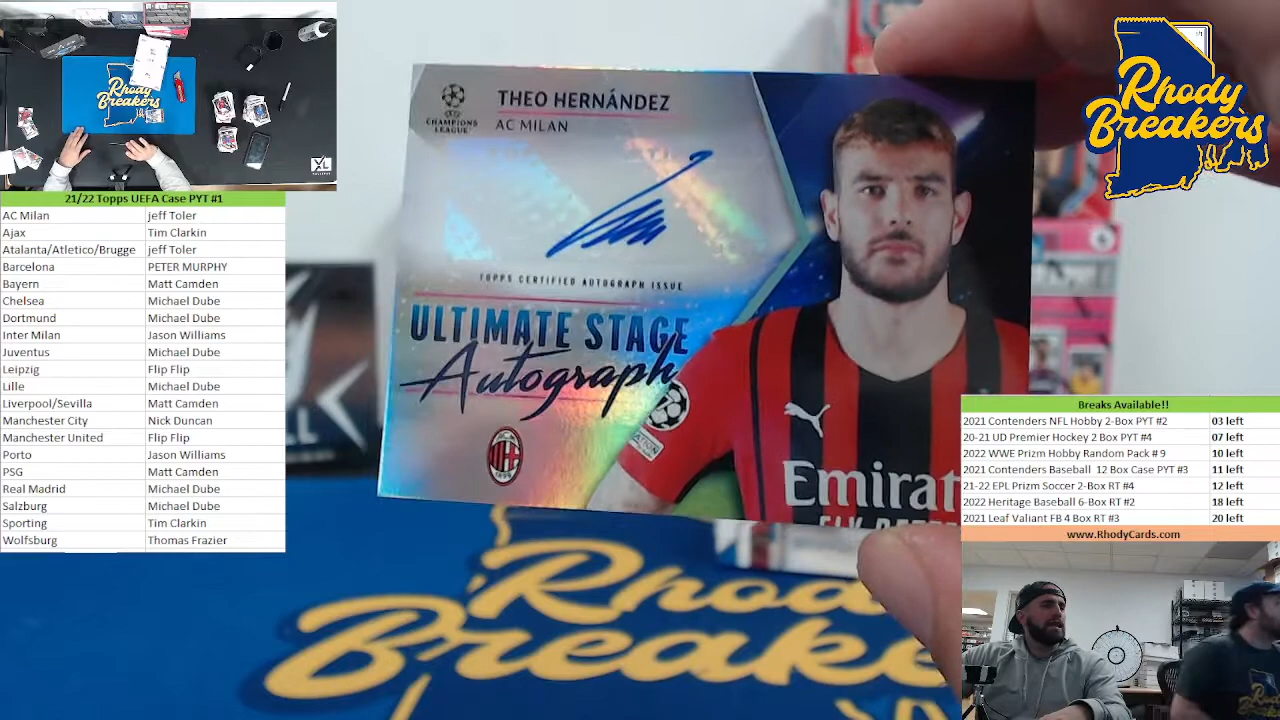 Rhody
Breakers
XL
21/22 Topps UEFA Case PYT #1
AC Milan jeff Toler
Ajax Tim Clarkin
Atalanta/Atletico/Brugge jeff Toler
Barcelona PETER MURPHY
Bayern Matt Camden
Chelsea Michael Dube
Dortmund Michael Dube
Inter Milan Jason Williams
Juventus Michael Dube
Leipzig Flip Flip
Lille Michael Dube
Liverpool/Sevilla Matt Camden
Manchester City Nick Duncan
Manchester United Flip Flip
Porto Jason Williams
PSG Matt Camden
Real Madrid Michael Dube
Salzburg Michael Dube
Sporting Tim Clarkin
Wolfsburg Thomas Frazier
CHAMPIONS
LEAGUE
THEO HERNÁNDEZ
AC MILAN
TOPPS CERTIFIED AUTOGRAPH ISSUE
ULTIMATE STAGE
Autograph
Emirat
Rhody
Breakers
Rhod
Breake
Breaks Available!!
2021 Contenders NFL Hobby 2-Box PYT #2 03 left
20-21 UD Premier Hockey 2 Box PYT #4 07 left
2022 WWE Prizm Hobby Random Pack # 9 10 left
2021 Contenders Baseball 12 Box Case PYT #3 11 left
21-22 EPL Prizm Soccer 2-Box RT #4 12 left
2022 Heritage Baseball 6-Box RT #2 18 left
2021 Leaf Valiant FB 4 Box RT #3 20 left
www.RhodyCards.com